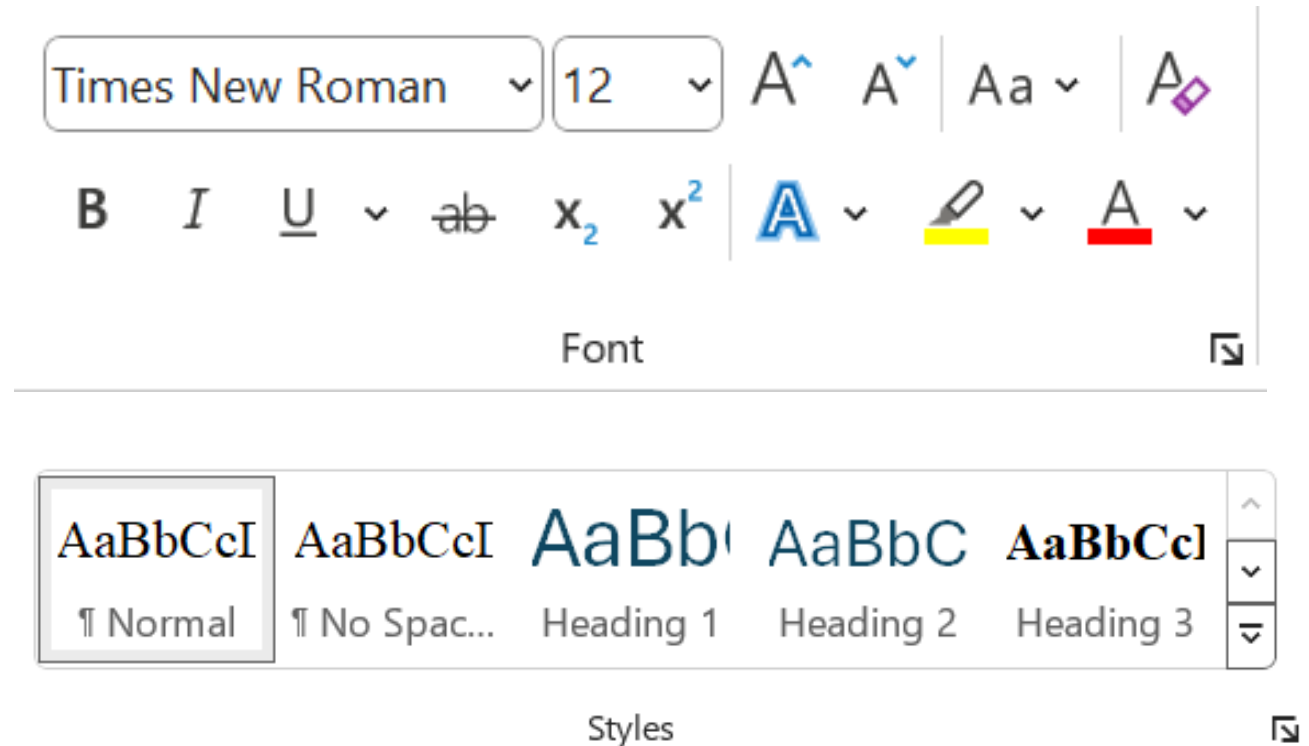 Times New Roman 12 A A Aa A
B I U ab x2 x² A A
Font
AaBbCcI AaBbCcI AaBb( AaBbC AaBbCcI
¶ Normal ¶ No Spac... Heading 1 Heading 2 Heading 3
Styles